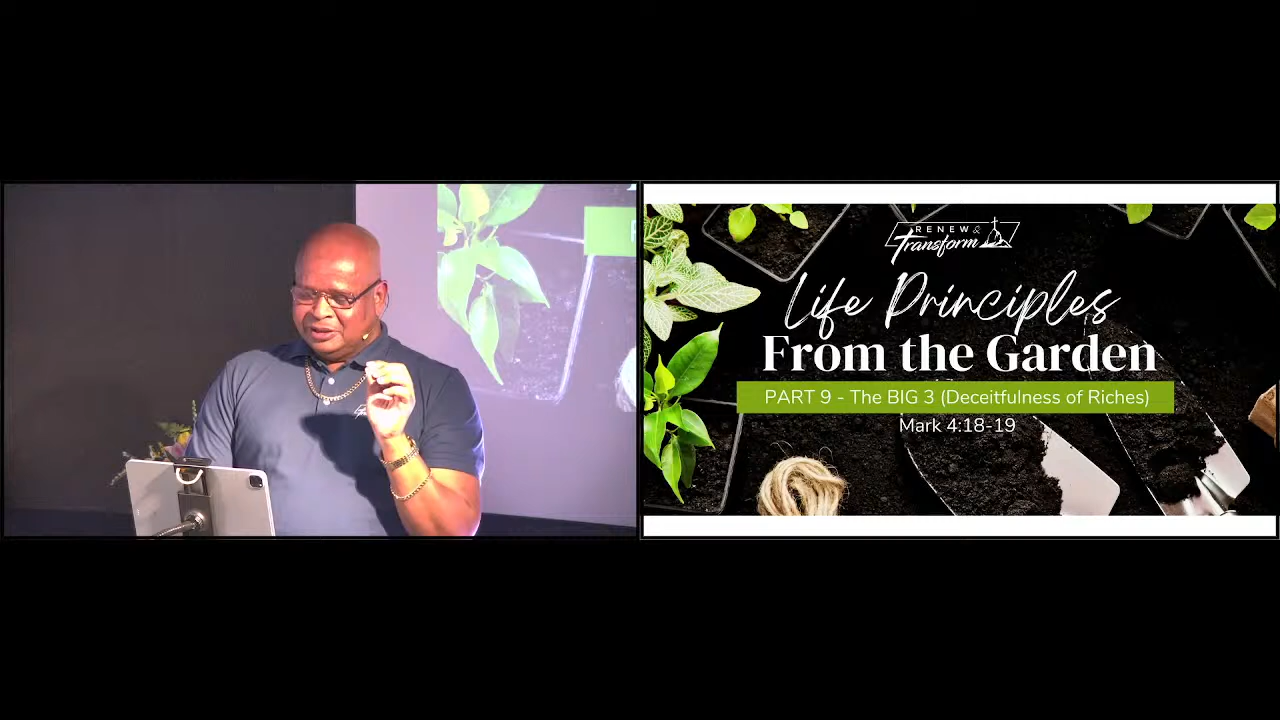 RENEW &
Transform
Life Principles
From the Garden
PART 9 - The BIG 3 (Deceitfulness of Riches)
Mark 4:18-19